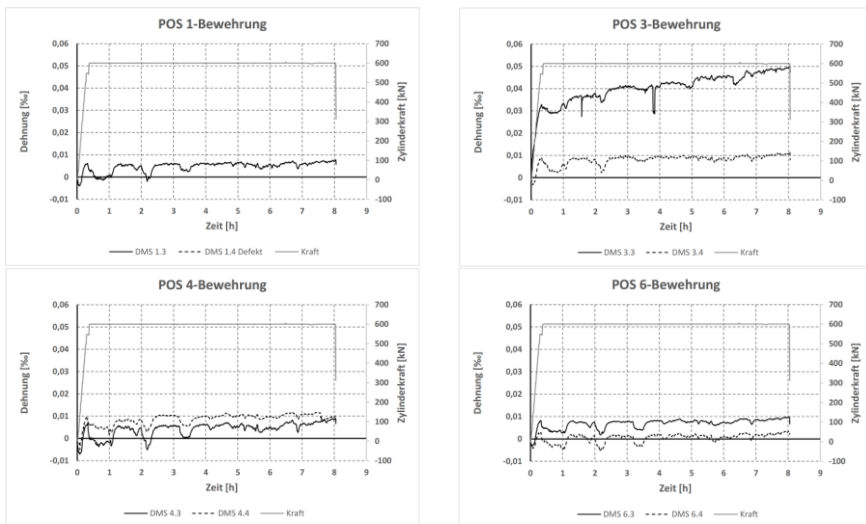 POS 1-Bewehrung
0,06
0,05
0,04
0,03
0,02
0,01
0
-0,01
Dehnung [‰]
700
600
500
400
300
200
100
0
-100
Zylinderkraft [kN]
0 1 2 3 4 5 6 7 8 9
Zeit [h]
DMS 1.3 DMS 1.4 Defekt Kraft
POS 3-Bewehrung
0,06
0,05
0,04
0,03
0,02
0,01
0
-0,01
Dehnung [‰]
700
600
500
400
300
200
100
0
-100
Zylinderkraft [kN]
0 1 2 3 4 5 6 7 8 9
Zeit [h]
DMS 3.3 DMS 3.4 Kraft
POS 4-Bewehrung
0,06
0,05
0,04
0,03
0,02
0,01
0
-0,01
Dehnung [‰]
700
600
500
400
300
200
100
0
-100
Zylinderkraft [kN]
0 1 2 3 4 5 6 7 8 9
Zeit [h]
DMS 4.3 DMS 4.4 Kraft
POS 6-Bewehrung
0,06
0,05
0,04
0,03
0,02
0,01
0
-0,01
Dehnung [‰]
700
600
500
400
300
200
100
0
-100
Zylinderkraft [kN]
0 1 2 3 4 5 6 7 8 9
Zeit [h]
DMS 6.3 DMS 6.4 Kraft